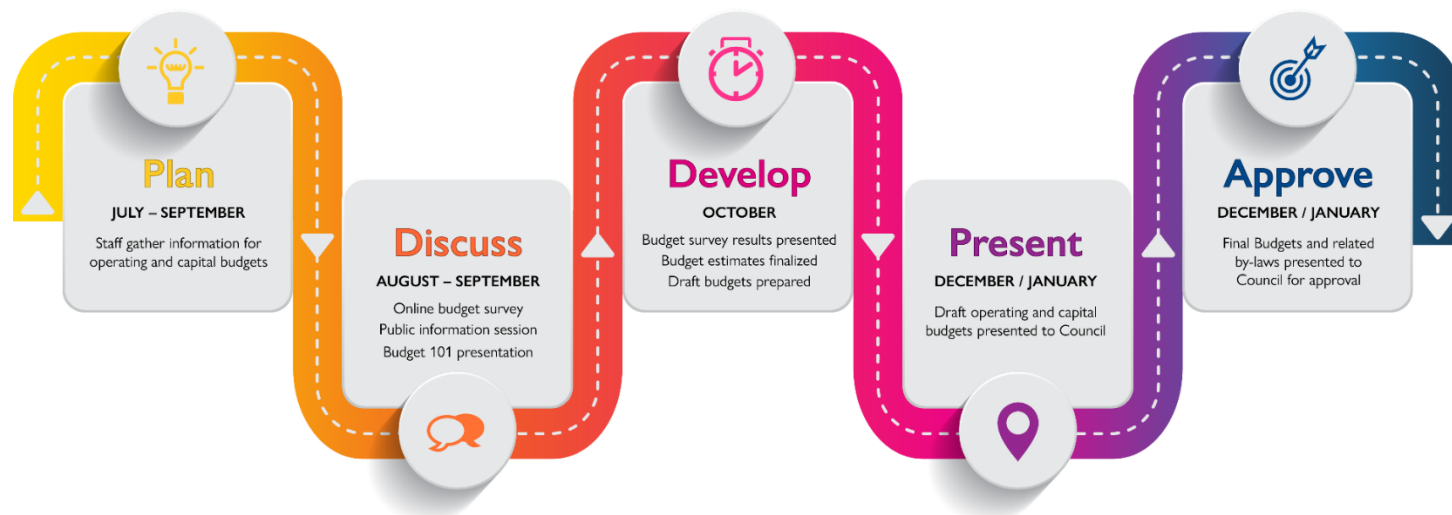 Plan
JULY – SEPTEMBER
Staff gather information for
operating and capital budgets
Discuss
AUGUST – SEPTEMBER
Online budget survey
Public information session
Budget 101 presentation
Develop
OCTOBER
Budget survey results presented
Budget estimates finalized
Draft budgets prepared
Present
DECEMBER / JANUARY
Draft operating and capital
budgets presented to Council
Approve
DECEMBER / JANUARY
Final Budgets and related
by-laws presented to
Council for approval